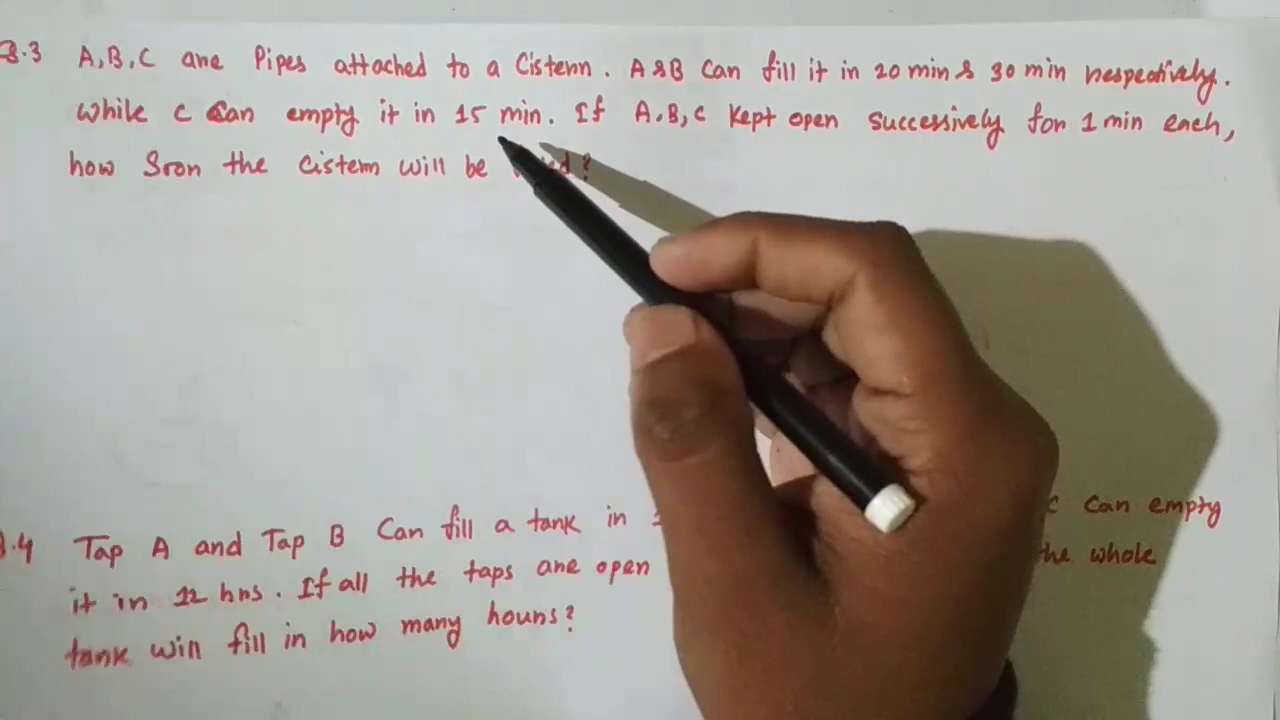 Q.3 A,B,C are Pipes attached to a Cistern. A&B Can fill it in 20 min & 30 min respectively.
While C Can empty it in 15 min. If A,B,C Kept open successively for 1 min each,
how Soon the Cistern will be ?
Q.4 Tap A and Tap B Can fill a tank in C Can empty
it in 12 hrs. If all the taps are open the whole
tank will fill in how many hours?